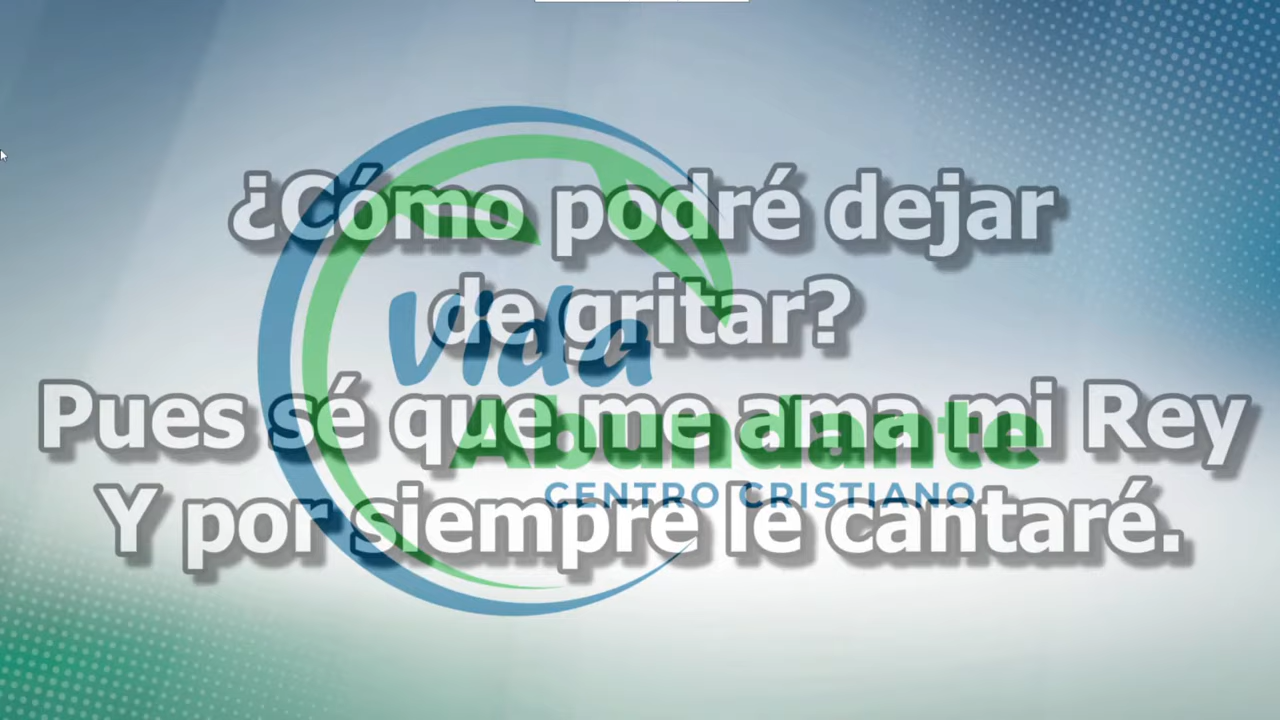 ¿Cómo podré dejar
de gritar?
Vida
Pues sé que me ama mi Rey
Abundante
CENTRO CRISTIANO
Y por siempre le cantaré.